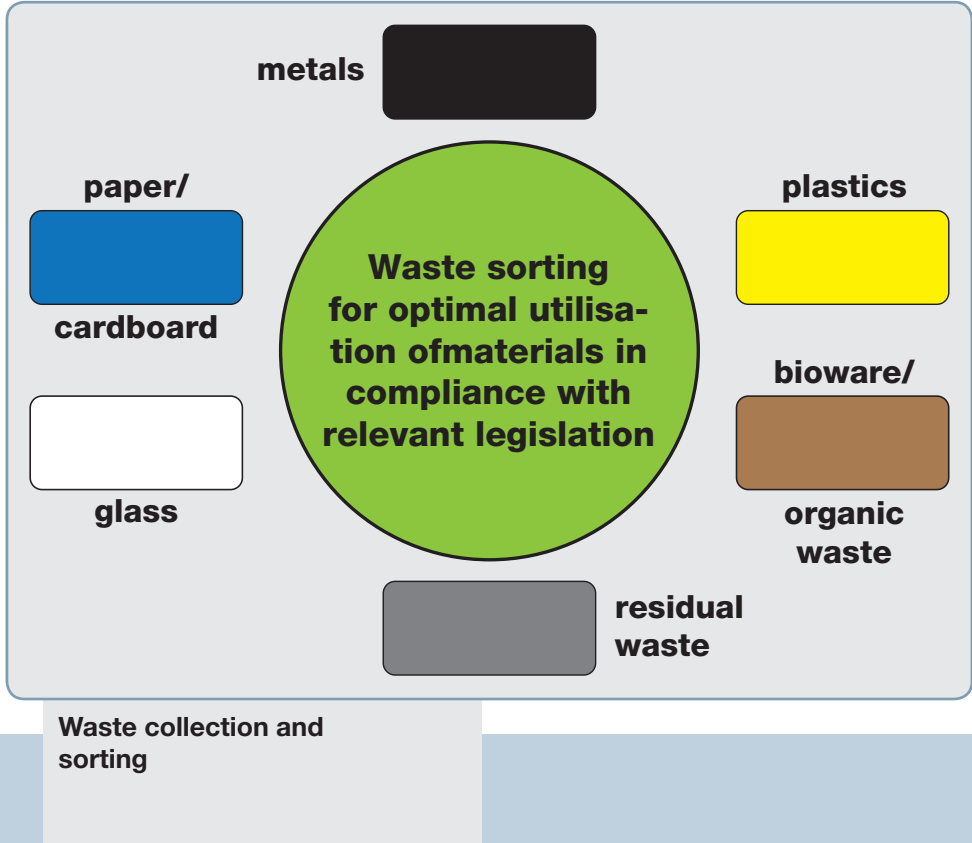 metals
paper/
cardboard
plastics
Waste sorting
for optimal utilisa-
tion ofmaterials in
compliance with
relevant legislation
glass
bioware/
organic
waste
residual
waste
Waste collection and
sorting